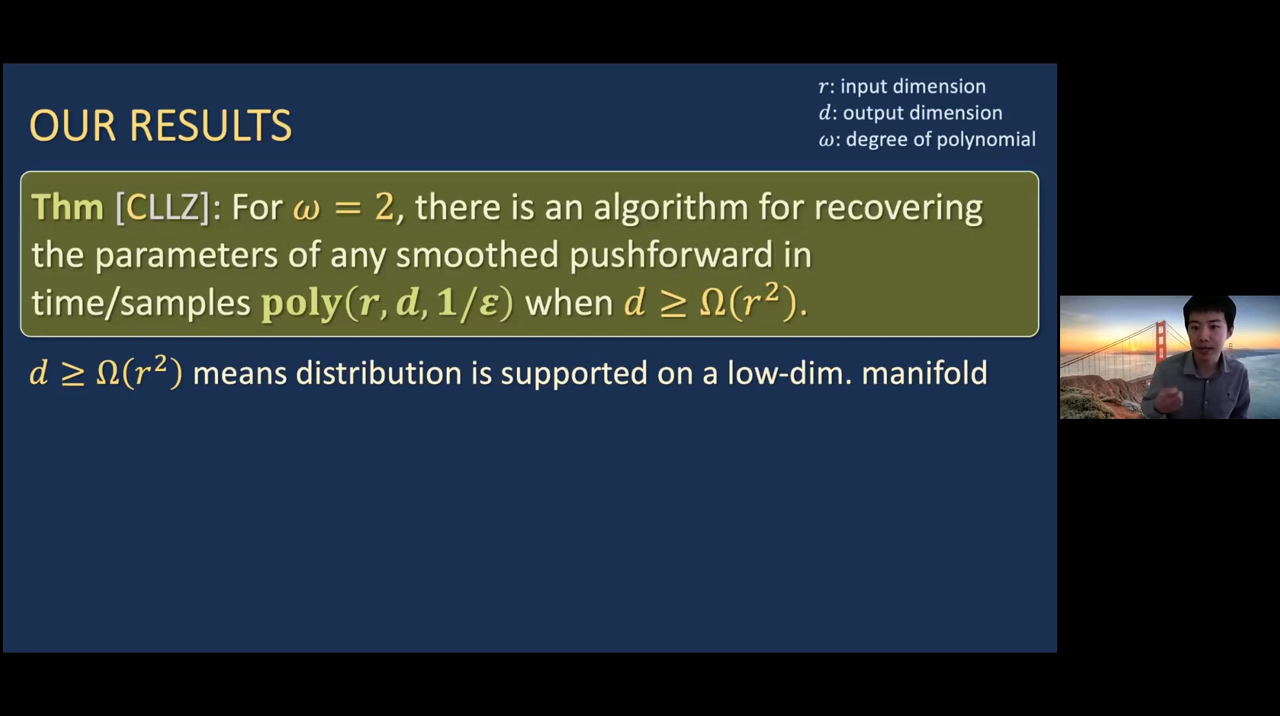 OUR RESULTS
r: input dimension
d: output dimension
ω: degree of polynomial
Thm [CLLZ]: For ω = 2, there is an algorithm for recovering
the parameters of any smoothed pushforward in
time/samples poly(r, d, 1/ε) when d ≥ Ω(r²).
d ≥ Ω(r²) means distribution is supported on a low-dim. manifold